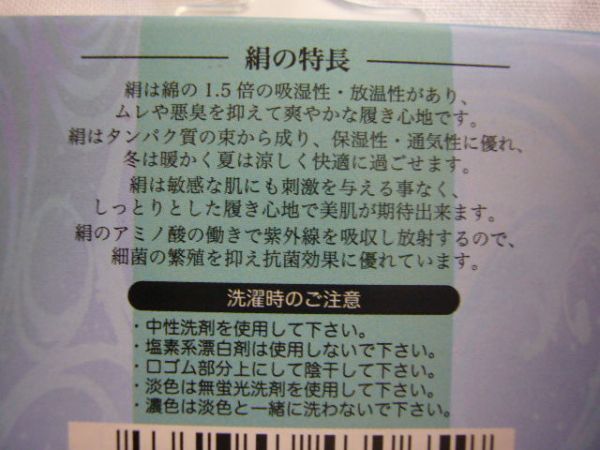 絹の特長
絹は綿の1.5倍の吸湿性・放温性があり、
ムレや悪臭を抑えて爽やかな履き心地です。
絹はタンパク質の束から成り、保湿性・通気性に優れ、
冬は暖かく夏は涼しく快適に過ごせます。
絹は敏感な肌にも刺激を与える事なく、
しっとりとした履き心地で美肌が期待出来ます。
絹のアミノ酸の働きで紫外線を吸収し放射するので、
細菌の繁殖を抑え抗菌効果に優れています。
洗濯時のご注意
・中性洗剤を使用して下さい。
・塩素系漂白剤は使用しないで下さい。
・口ゴム部分上にして陰干して下さい。
・淡色は無蛍光洗剤を使用して下さい。
・濃色は淡色と一緒に洗わないで下さい。